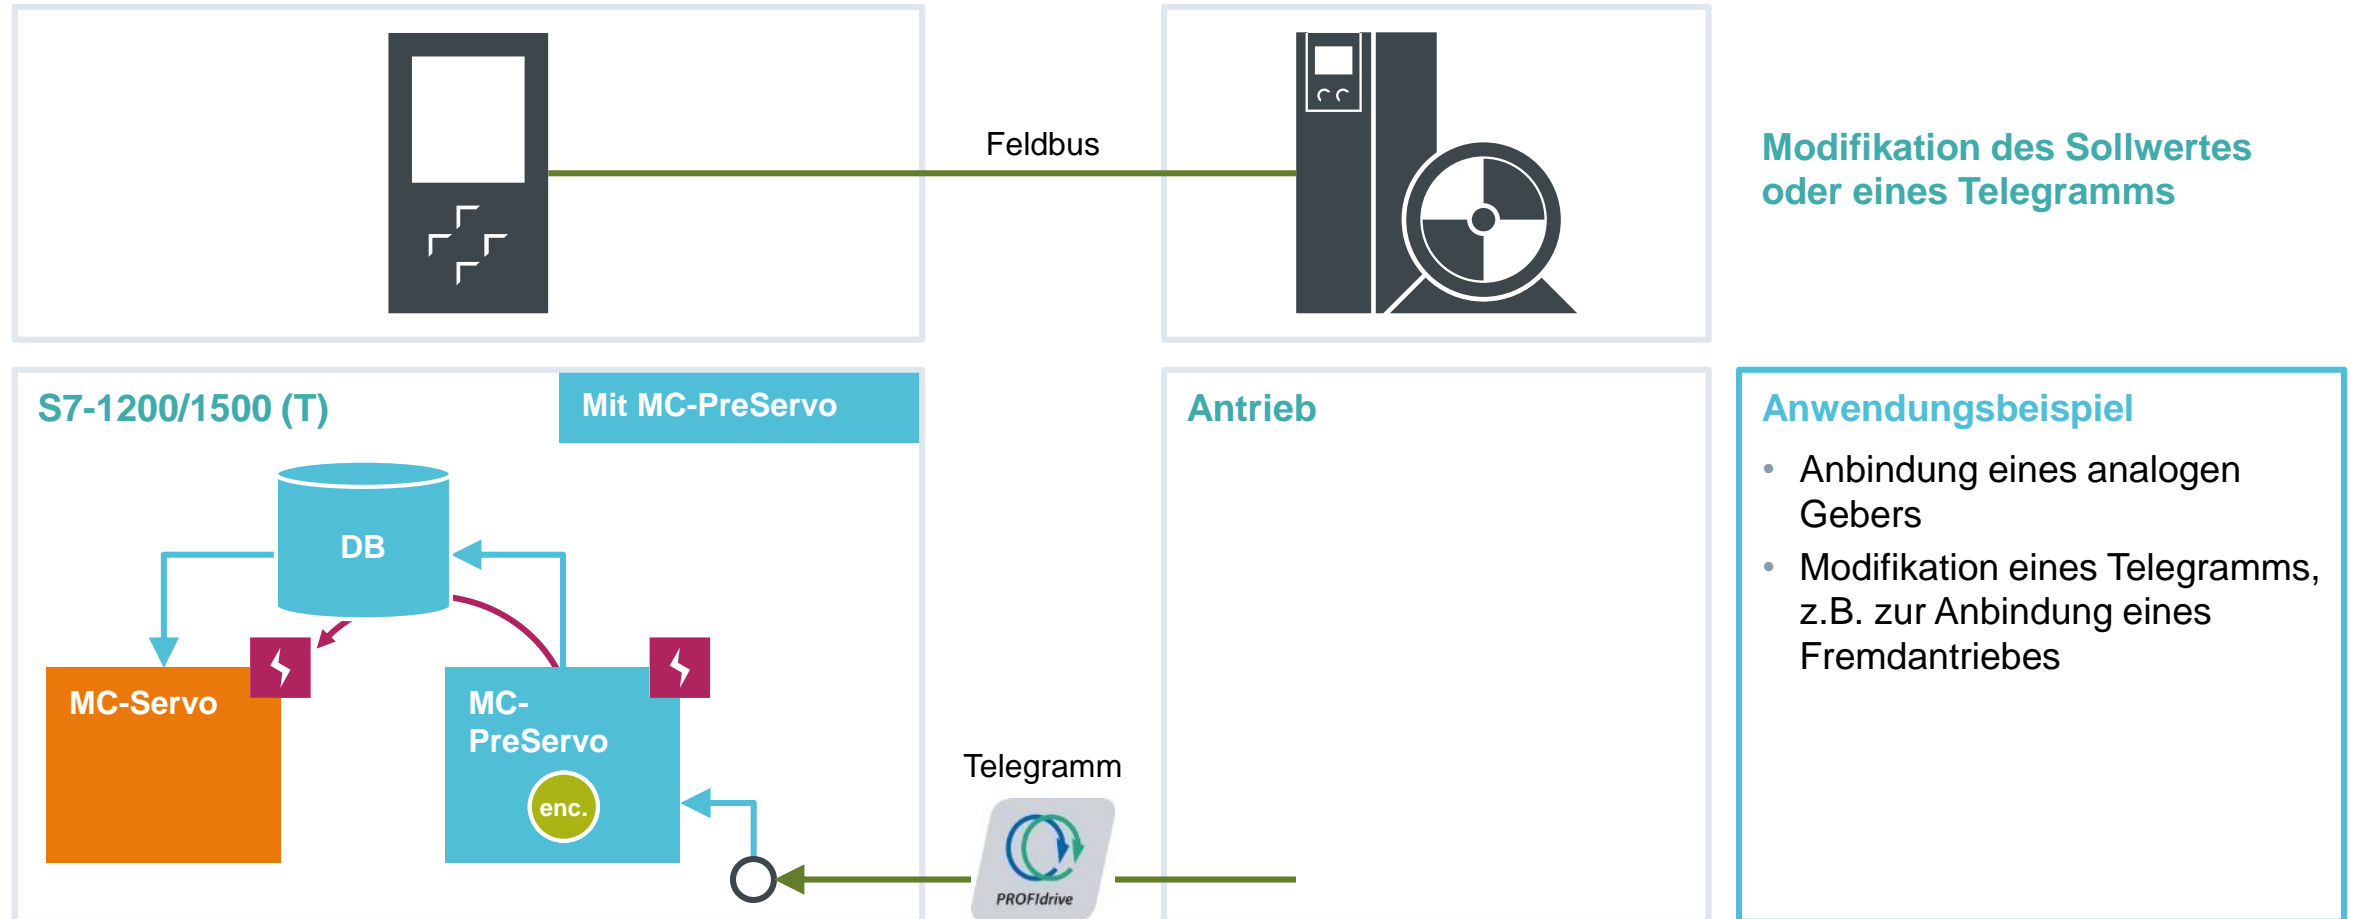 Feldbus
Modifikation des Sollwertes
oder eines Telegramms
S7-1200/1500 (T)
Mit MC-PreServo
DB
MC-Servo
MC-
PreServo
enc.
Telegramm
PROFIdrive
Antrieb
Anwendungsbeispiel
• Anbindung eines analogen
Gebers
• Modifikation eines Telegramms,
z.B. zur Anbindung eines
Fremdantriebes